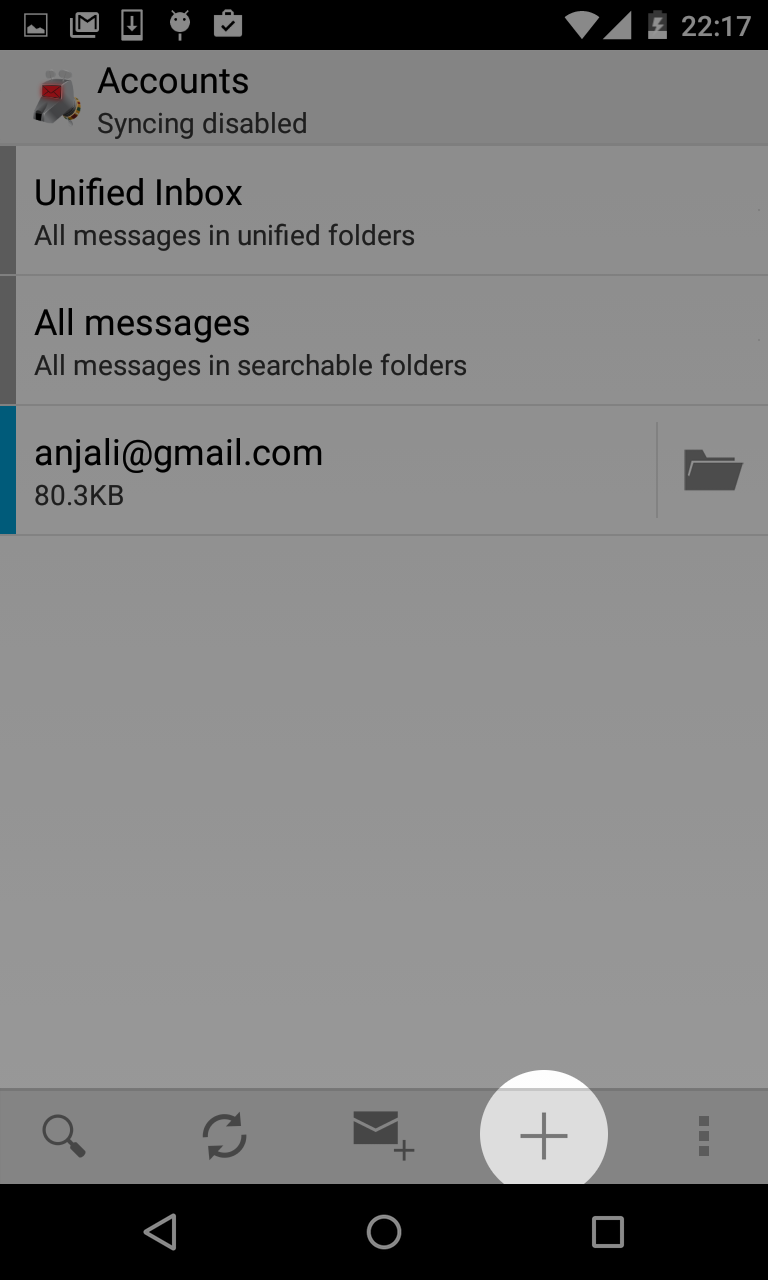 22:17
Accounts
Syncing disabled
Unified Inbox
All messages in unified folders
All messages
All messages in searchable folders
anjali@gmail.com
80.3KB